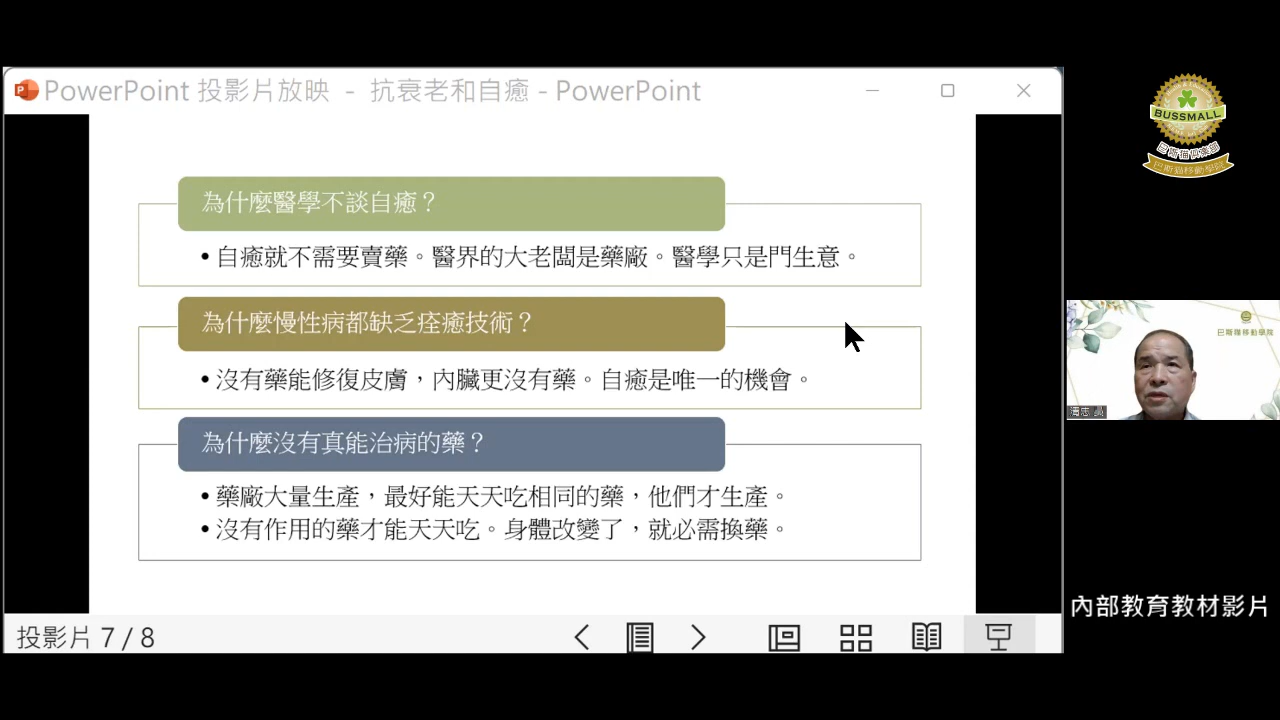 PowerPoint 投影片放映 - 抗衰老和自癒 - PowerPoint
BUSSMALL
為什麼醫學不談自癒？
• 自癒就不需要賣藥。醫界的大老闆是藥廠。醫學只是門生意。
為什麼慢性病都缺乏痊癒技術？
• 沒有藥能修復皮膚，內臟更沒有藥。自癒是唯一的機會。
為什麼沒有真能治病的藥？
• 藥廠大量生產，最好能天天吃相同的藥，他們才生產。
• 沒有作用的藥才能天天吃。身體改變了，就必需換藥。
內部教育教材影片
投影片 7 / 8